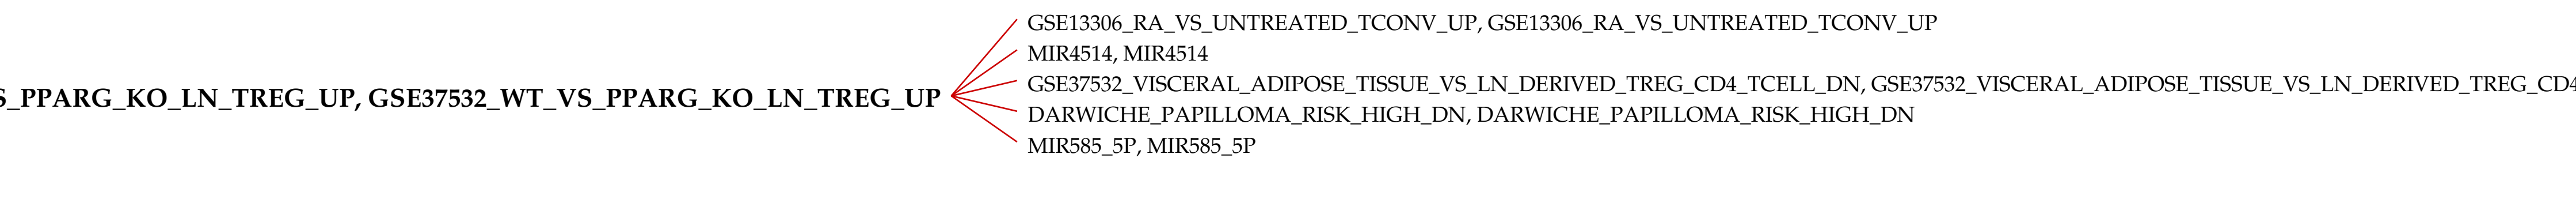 GSE13306_RA_VS_UNTREATED_TCONV_UP, GSE13306_RA_VS_UNTREATED_TCONV_UP
MIR4514, MIR4514
GSE37532_VISCERAL_ADIPOSE_TISSUE_VS_LN_DERIVED_TREG_CD4_TCELL_DN, GSE37532_VISCERAL_ADIPOSE_TISSUE_VS_LN_DERIVED_TREG_CD4
S_PPARG_KO_LN_TREG_UP, GSE37532_WT_VS_PPARG_KO_LN_TREG_UP
DARWICHE_PAPILLOMA_RISK_HIGH_DN, DARWICHE_PAPILLOMA_RISK_HIGH_DN
MIR585_5P, MIR585_5P